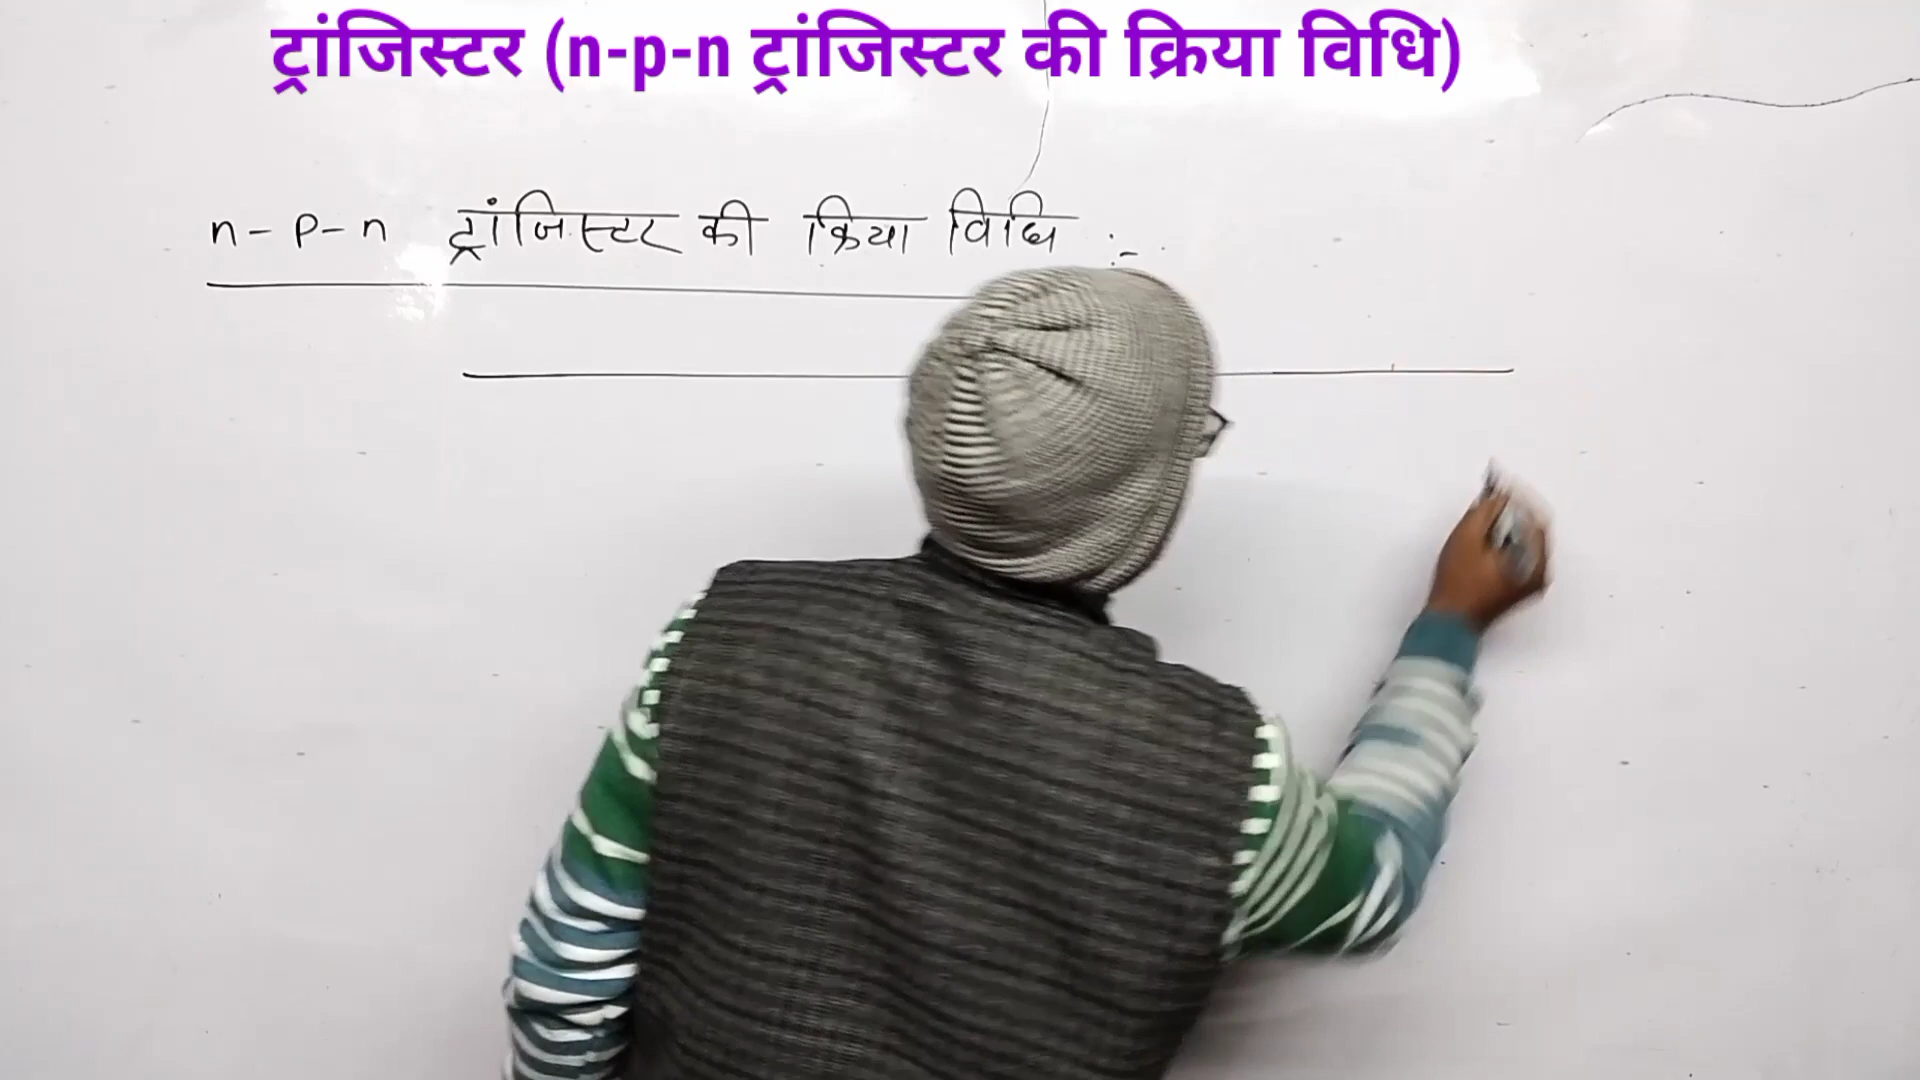 ट्रांजिस्टर (n-p-n ट्रांजिस्टर की क्रिया विधि)
n-p-n ट्रांजिस्टर की क्रिया विधि :-